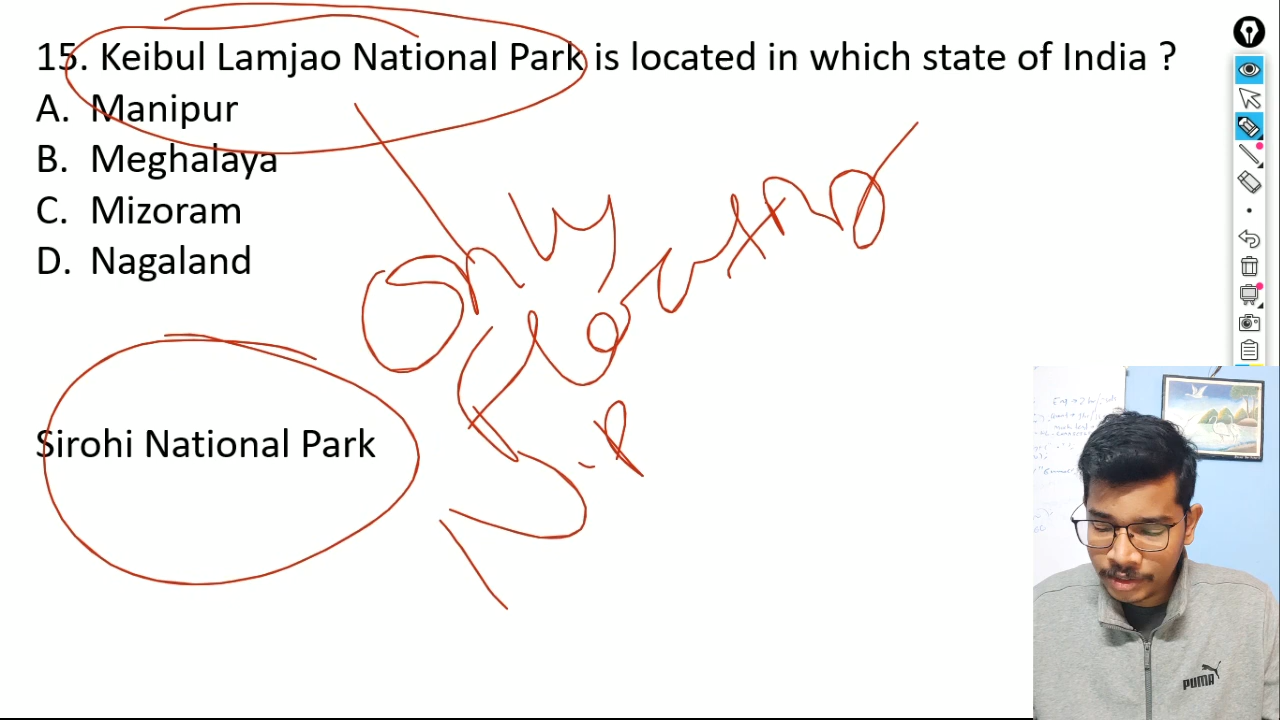 15. Keibul Lamjao National Park is located in which state of India ?
A. Manipur
B. Meghalaya
C. Mizoram
D. Nagaland
Only
Floating
N.P
Sirohi National Park
PUMA